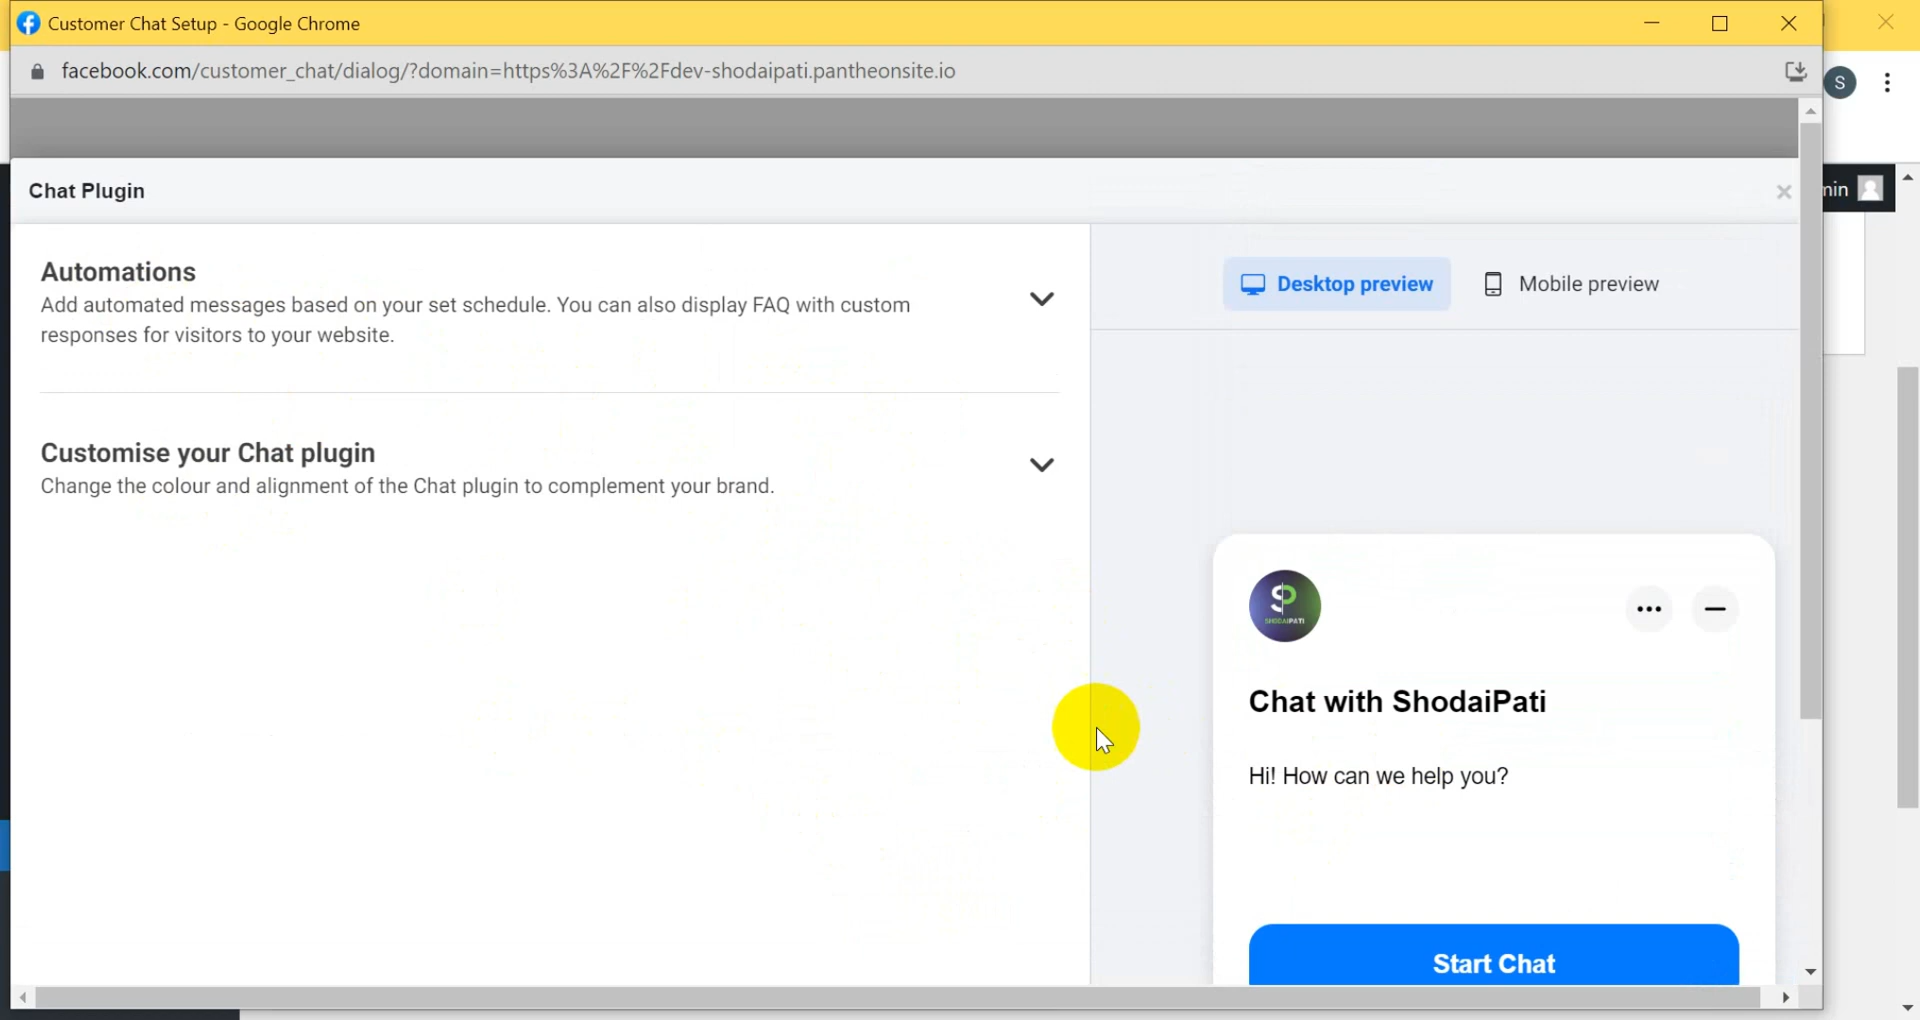 Customer Chat Setup - Google Chrome
facebook.com/customer_chat/dialog/?domain=https%3A%2F%2Fdev-shodaipati.pantheonsite.io
S
Chat Plugin
min
Automations
Add automated messages based on your set schedule. You can also display FAQ with custom
responses for visitors to your website.
Desktop preview
Mobile preview
Customise your Chat plugin
Change the colour and alignment of the Chat plugin to complement your brand.
SP
SHODAIPATI
Chat with ShodaiPati
Hi! How can we help you?
Start Chat